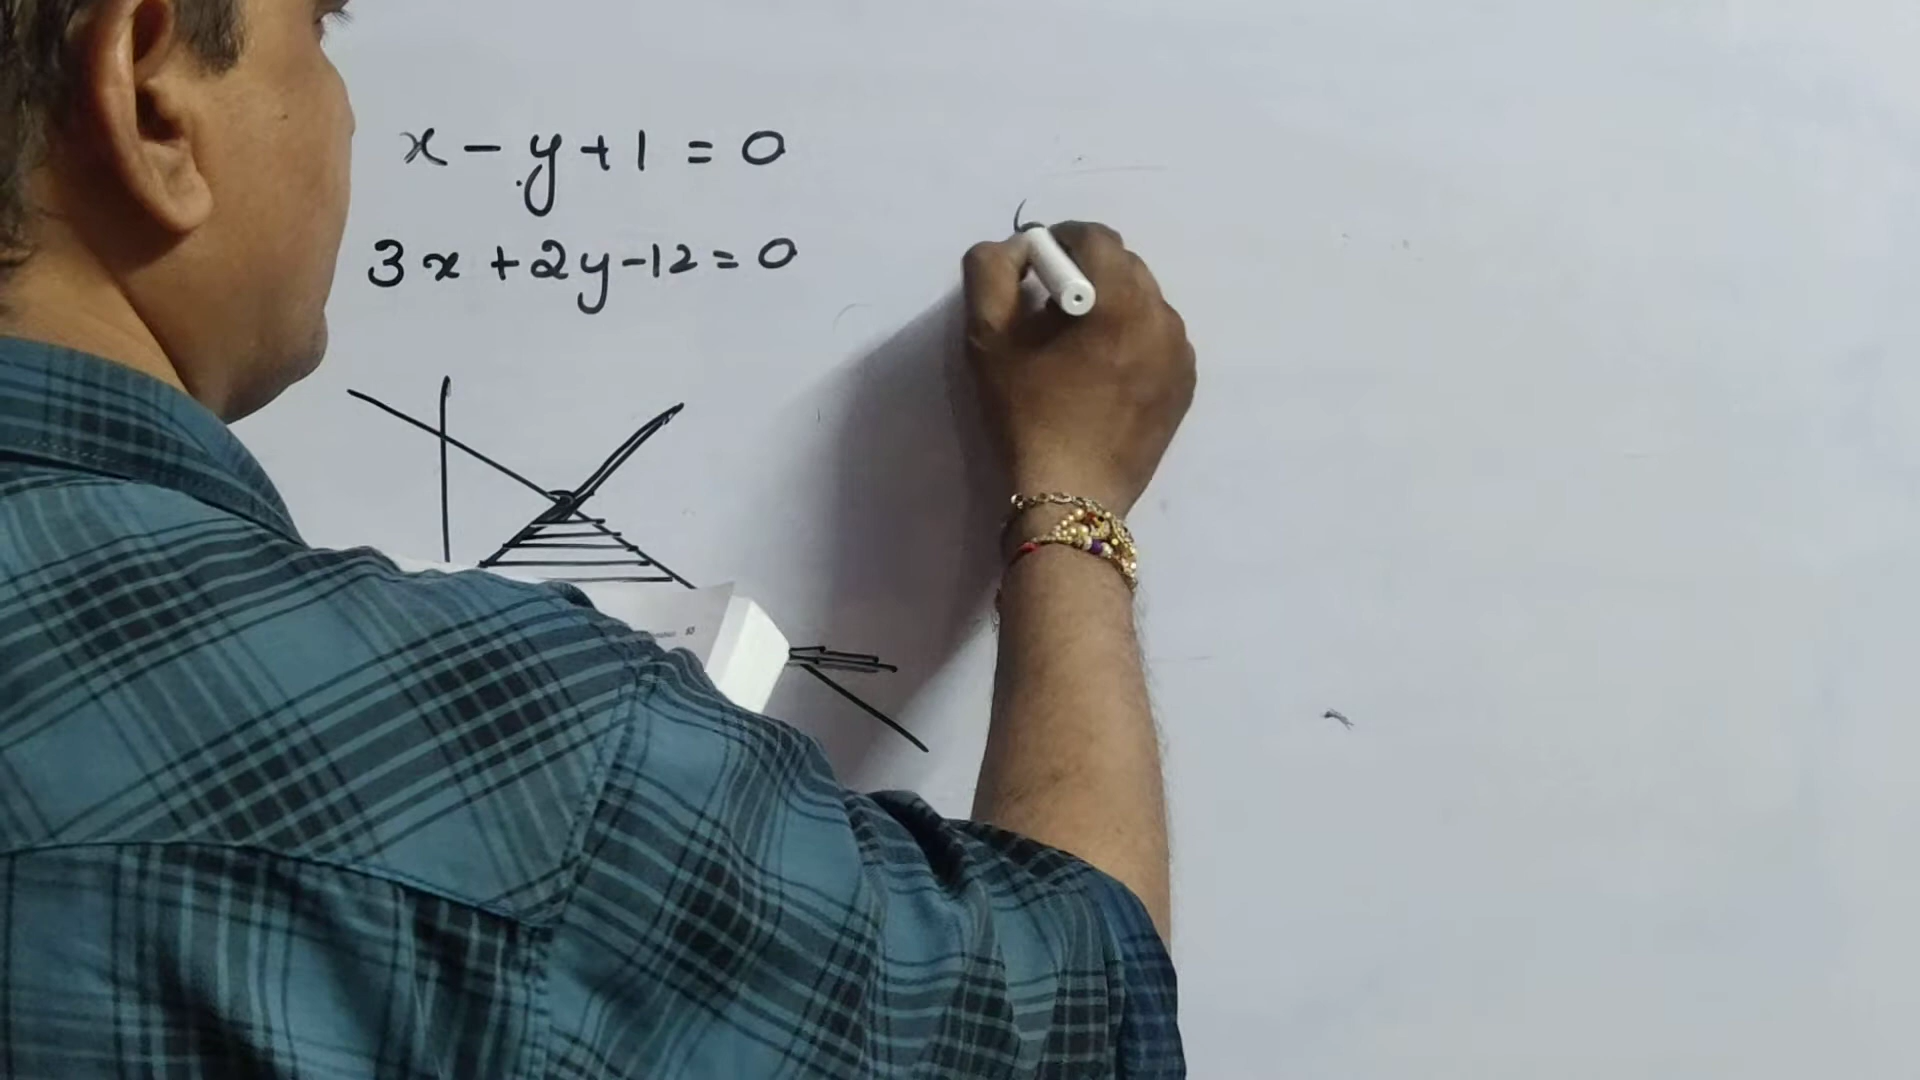 x - y + 1 = 0
3x + 2y - 12 = 0